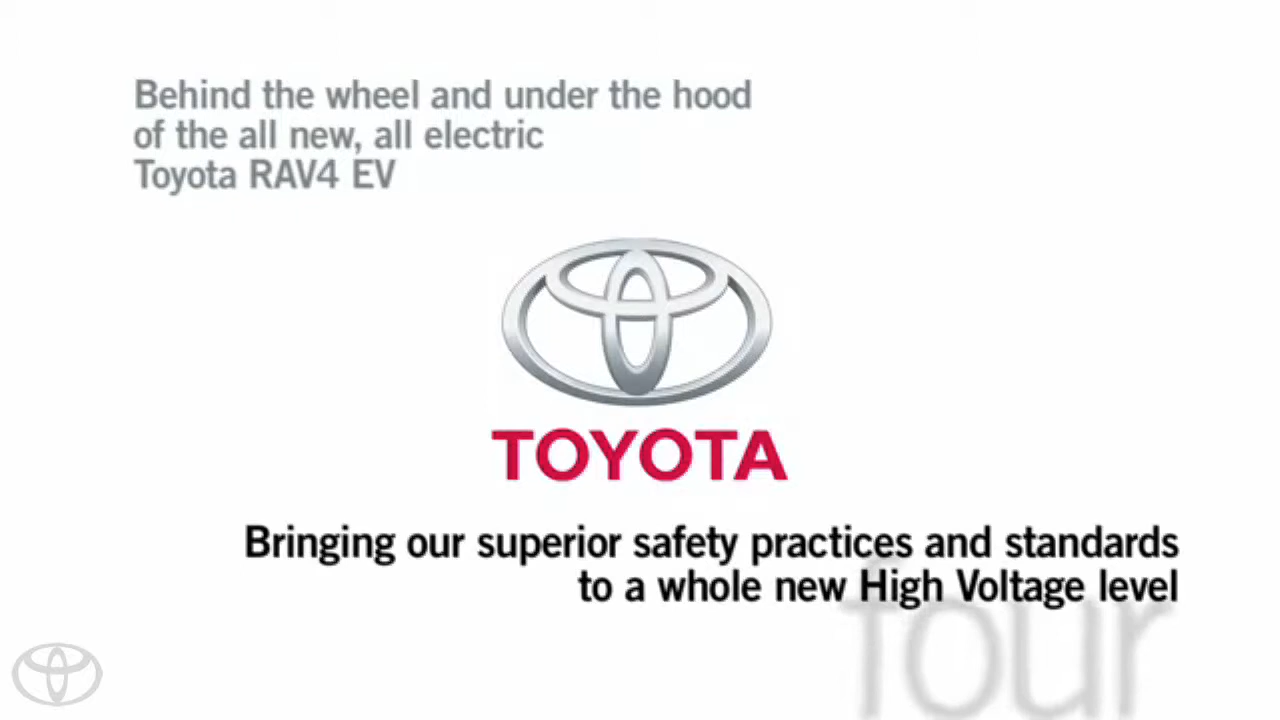 Behind the wheel and under the hood
of the all new, all electric
Toyota RAV4 EV
TOYOTA
Bringing our superior safety practices and standards
to a whole new High Voltage level
four